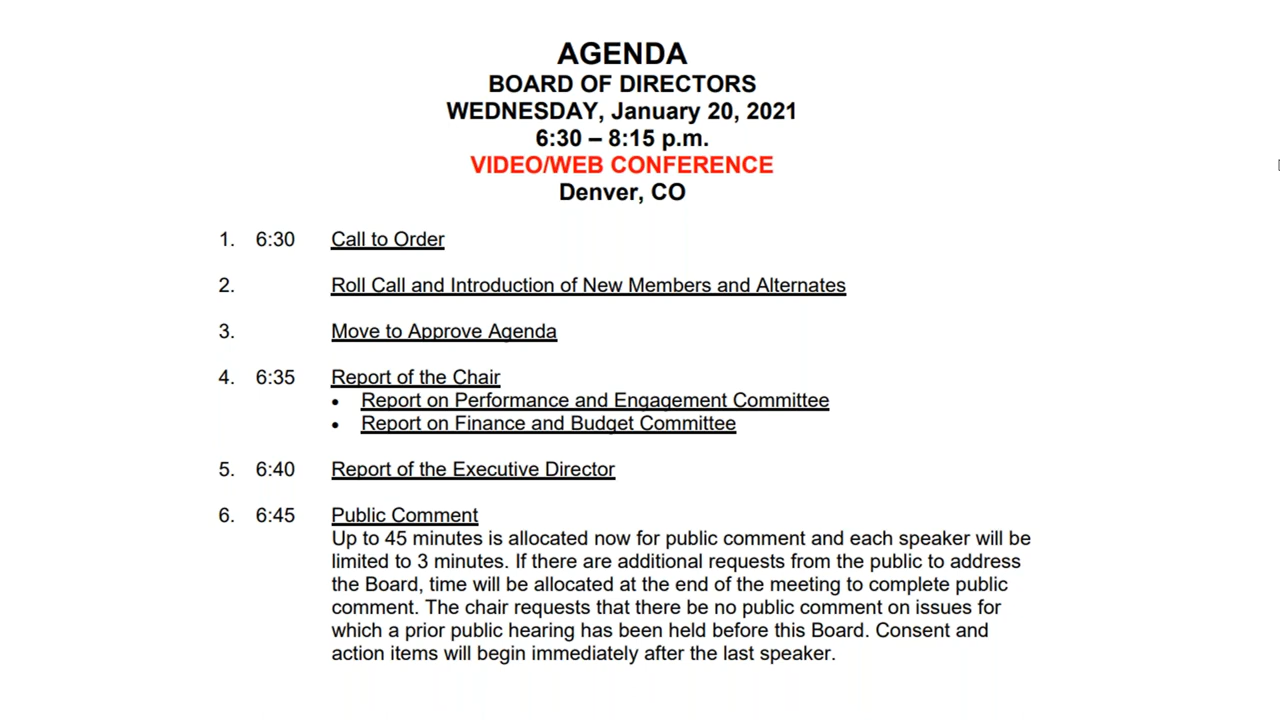 AGENDA
BOARD OF DIRECTORS
WEDNESDAY, January 20, 2021
6:30 – 8:15 p.m.
VIDEO/WEB CONFERENCE
Denver, CO
1. 6:30 Call to Order
2. Roll Call and Introduction of New Members and Alternates
3. Move to Approve Agenda
4. 6:35 Report of the Chair
• Report on Performance and Engagement Committee
• Report on Finance and Budget Committee
5. 6:40 Report of the Executive Director
6. 6:45 Public Comment
Up to 45 minutes is allocated now for public comment and each speaker will be
limited to 3 minutes. If there are additional requests from the public to address
the Board, time will be allocated at the end of the meeting to complete public
comment. The chair requests that there be no public comment on issues for
which a prior public hearing has been held before this Board. Consent and
action items will begin immediately after the last speaker.